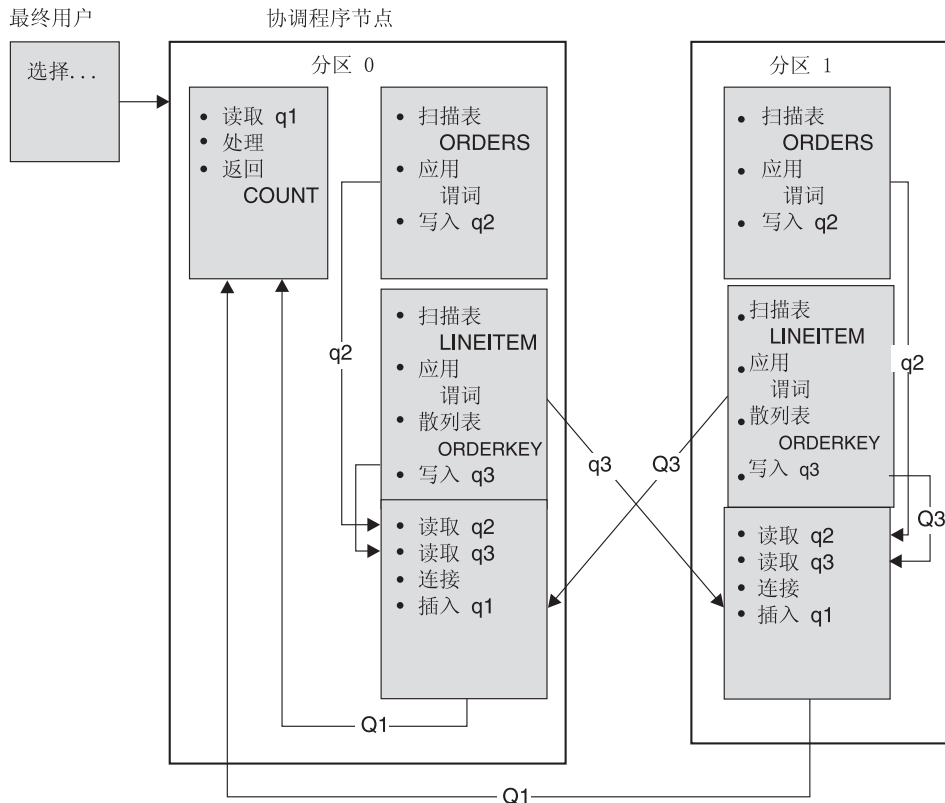 最终用户
协调程序节点
选择...
分区 0
• 读取 q1
• 处理
• 返回
COUNT
• 扫描表
ORDERS
• 应用
谓词
• 写入 q2
q2
• 扫描表
LINEITEM
• 应用
谓词
• 散列表
ORDERKEY
• 写入 q3
• 读取 q2
• 读取 q3
• 连接
• 插入 q1
Q1
q3
Q3
分区 1
• 扫描表
ORDERS
• 应用
谓词
• 写入 q2
q2
• 扫描表
LINEITEM
• 应用
谓词
• 散列表
ORDERKEY
• 写入 q3
Q3
• 读取 q2
• 读取 q3
• 连接
• 插入 q1
Q1